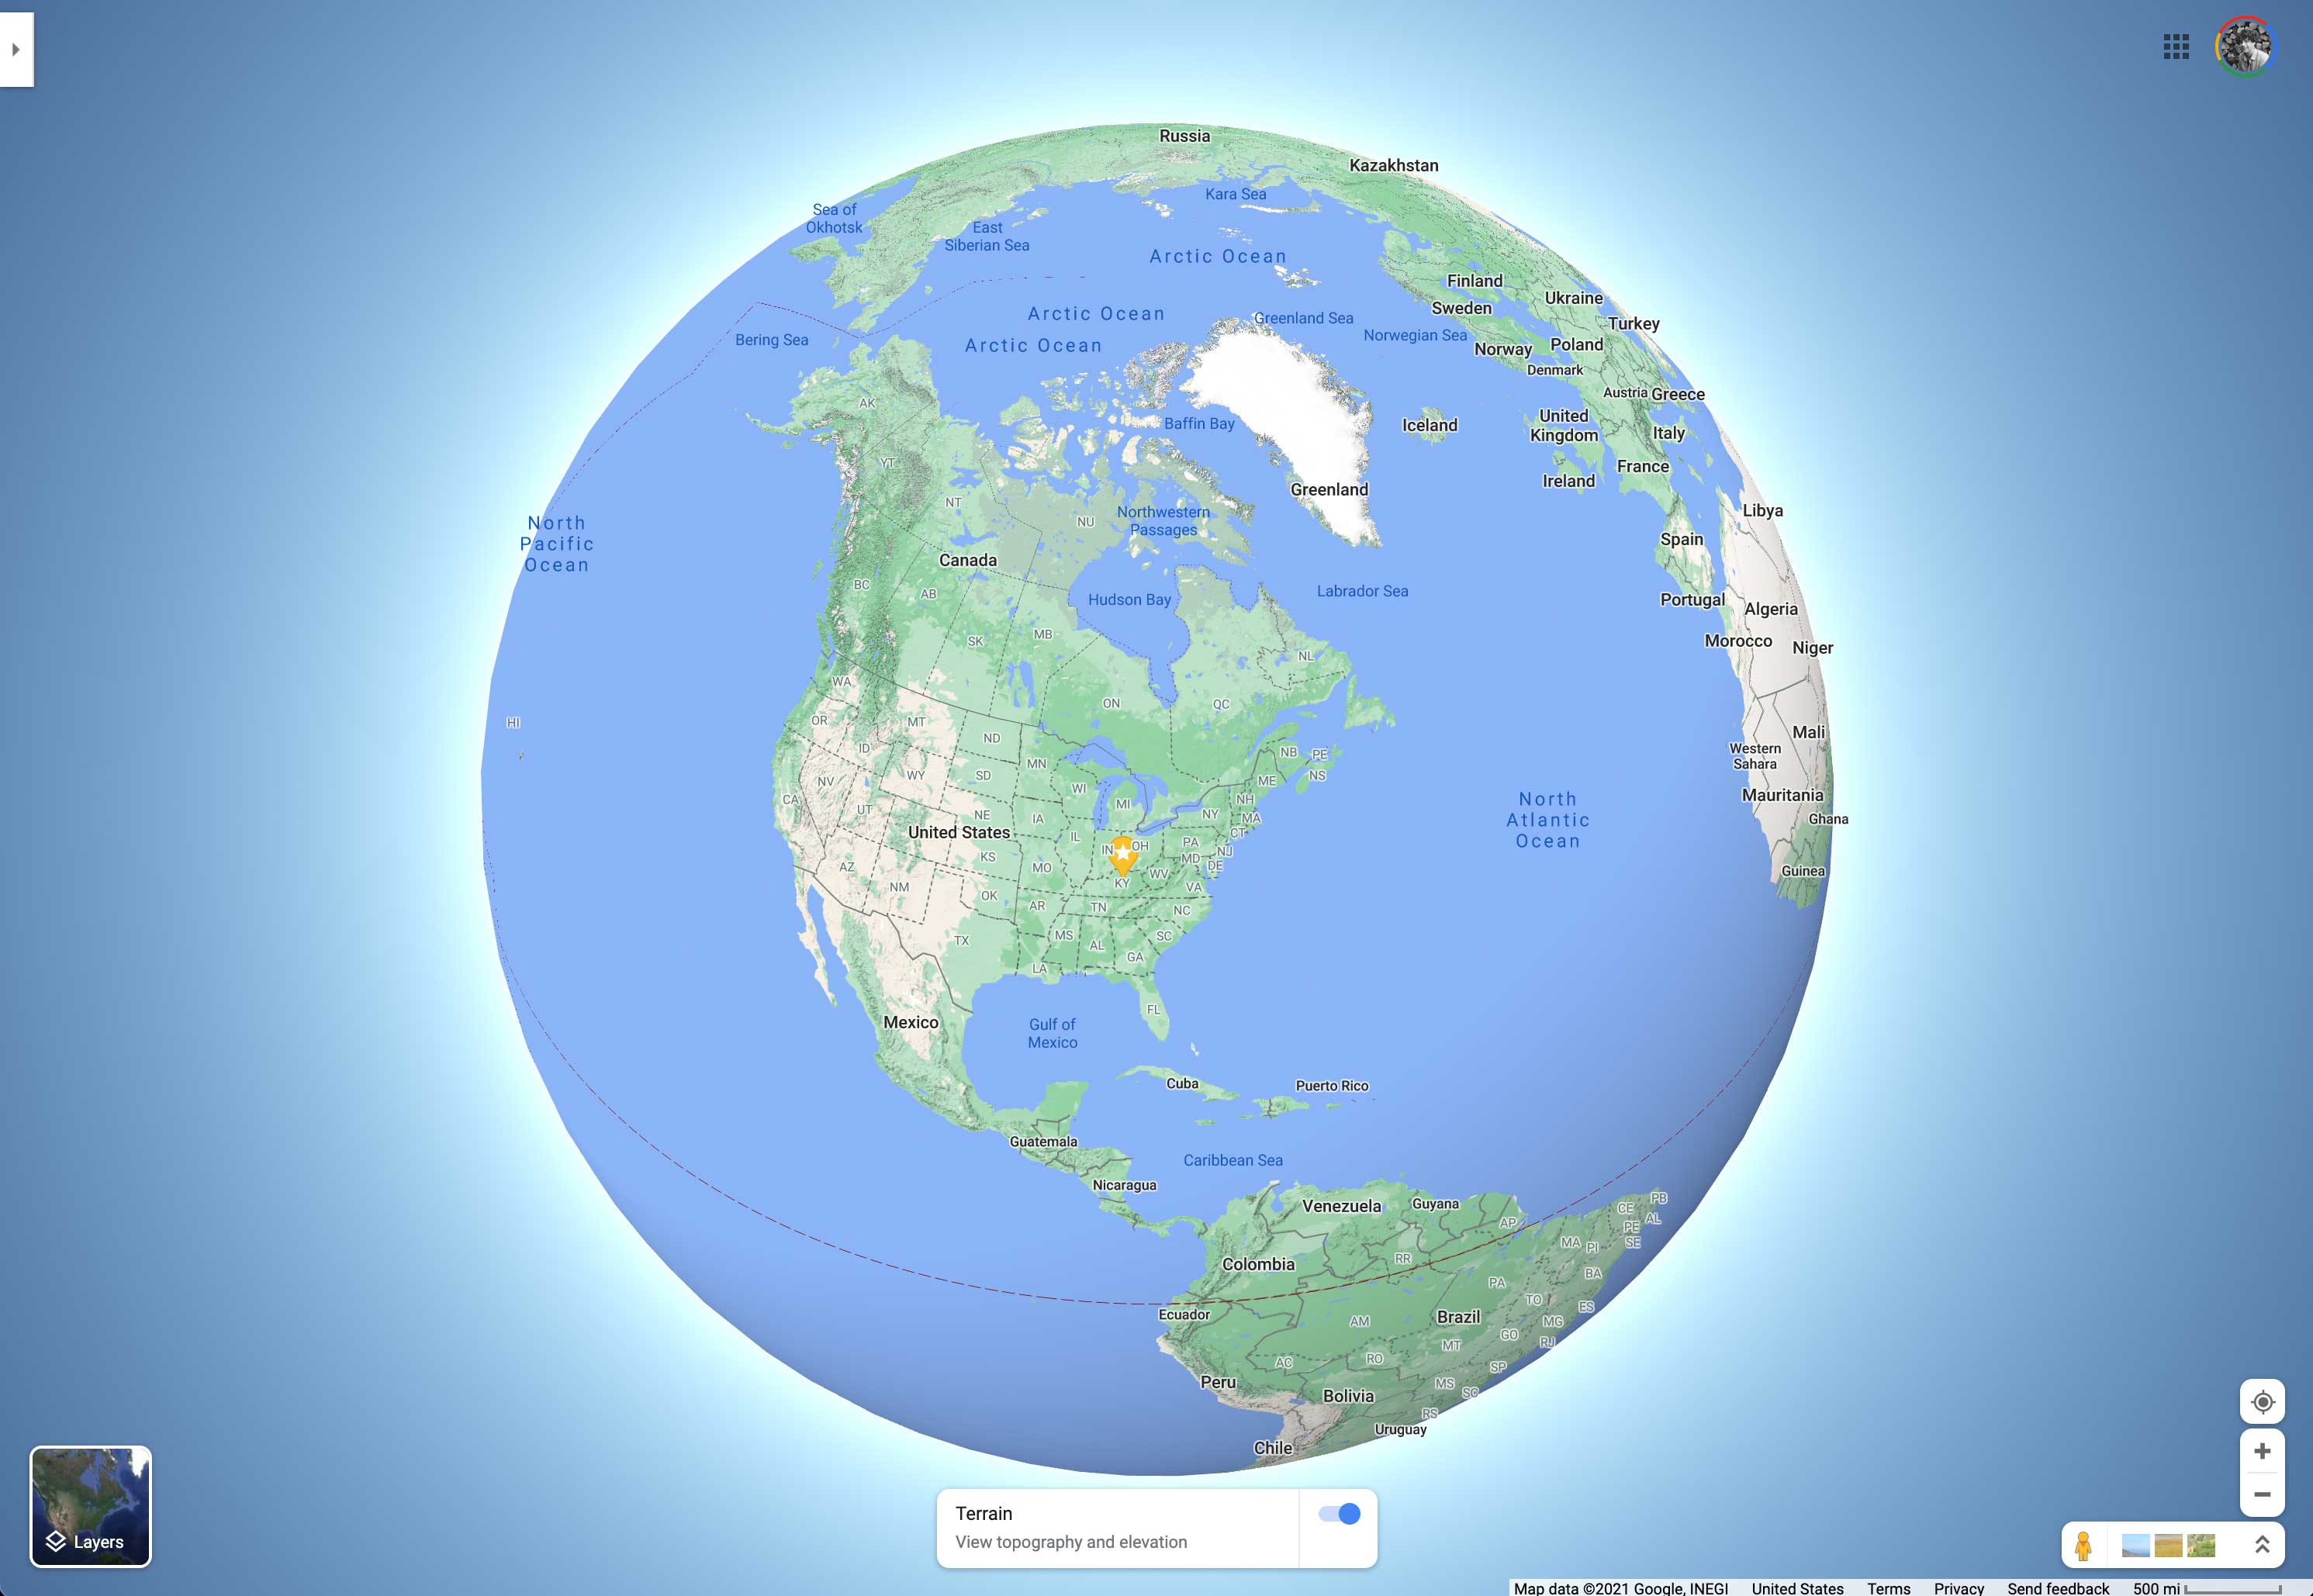 Russia
Kazakhstan
Kara Sea
Sea of
Okhotsk
East
Siberian Sea
Arctic Ocean
Finland
Ukraine
Sweden
Arctic Ocean
Greenland Sea
Turkey
Norwegian Sea
Bering Sea
Arctic Ocean
Norway
Poland
Denmark
Austria
Greece
AK
United
Kingdom
Baffin Bay
Iceland
Italy
YT
France
Ireland
Greenland
NT
Northwestern
Passages
NU
Libya
North
Pacific
Ocean
Spain
Canada
BC
AB
Hudson Bay
Labrador Sea
Portugal
Algeria
SK
MB
Morocco
Niger
NL
WA
ON
QC
HI
OR
MT
ND
Mali
ID
NB
PE
Western
Sahara
MN
WY
SD
NS
NV
ME
WI
Mauritania
CA
UT
MI
NH
North
Atlantic
Ocean
NE
IA
NY
MA
Ghana
United States
IL
CT
IN
OH
PA
NJ
KS
MD
DE
AZ
MO
WV
Guinea
NM
KY
VA
OK
AR
TN
NC
TX
MS
AL
SC
GA
LA
FL
Mexico
Gulf of
Mexico
Cuba
Puerto Rico
Guatemala
Caribbean Sea
Nicaragua
Venezuela
Guyana
PB
CE
AL
AP
PE
MA
PI
SE
RR
Colombia
BA
PA
TO
ES
Ecuador
AM
Brazil
MG
GO
RJ
MT
AC
RO
SP
Peru
MS
SC
Bolivia
RS
Uruguay
Chile
Terrain
View topography and elevation
Layers
Map data ©2021 Google, INEGI United States Terms Privacy Send feedback 500 mi